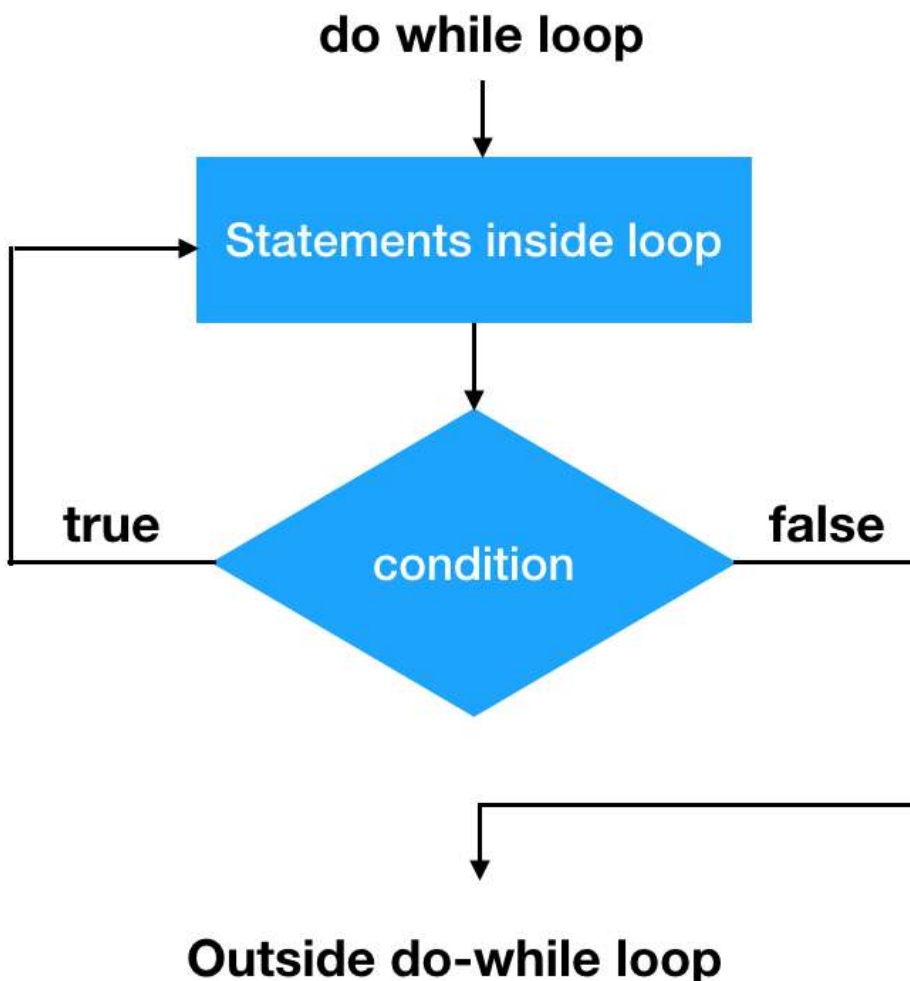 do while loop
Statements inside loop
true
false
condition
Outside do-while loop